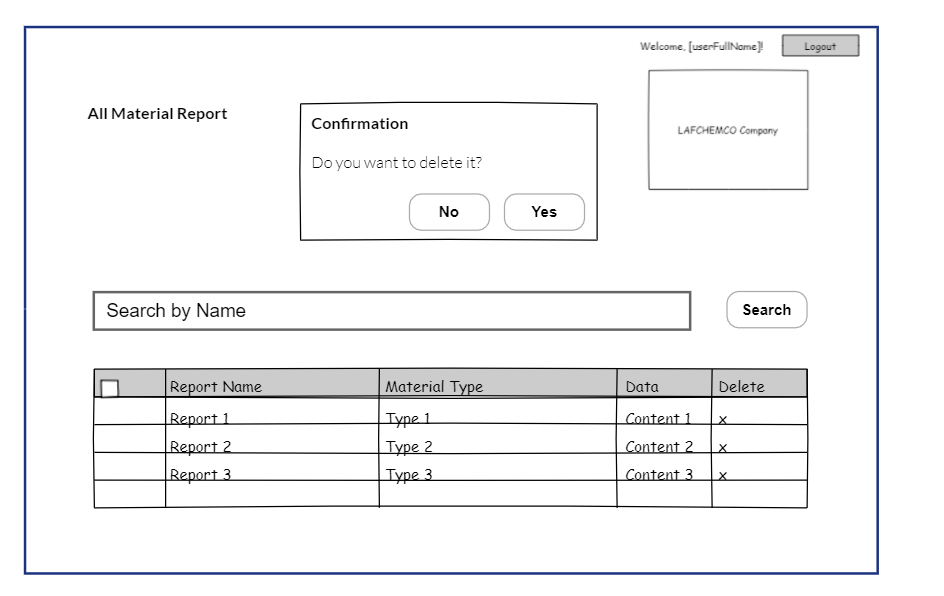 Welcome, [userFullName]!
Logout
LAFCHEMCO Company
All Material Report
Confirmation
Do you want to delete it?
No
Yes
Search by Name
Search
Report Name Material Type Data Delete
Report 1 Type 1 Content 1 x
Report 2 Type 2 Content 2 x
Report 3 Type 3 Content 3 x